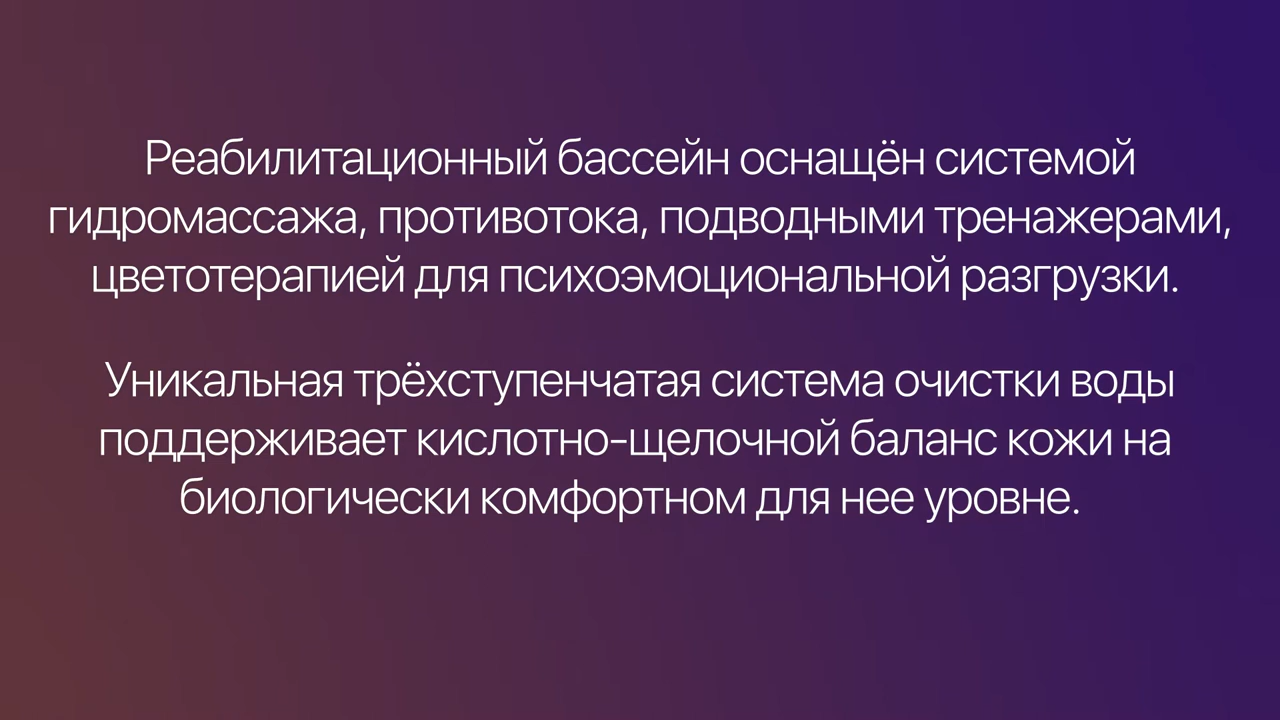 Реабилитационный бассейн оснащён системой
гидромассажа, противотока, подводными тренажерами,
цветотерапией для психоэмоциональной разгрузки.
Уникальная трёхступенчатая система очистки воды
поддерживает кислотно-щелочной баланс кожи на
биологически комфортном для нее уровне.